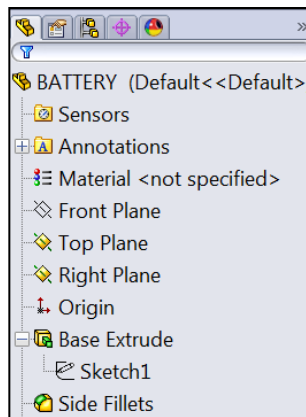 »
BATTERY (Default<<Default>
Sensors
Annotations
Material <not specified>
Front Plane
Top Plane
Right Plane
Origin
Base Extrude
Sketch1
Side Fillets